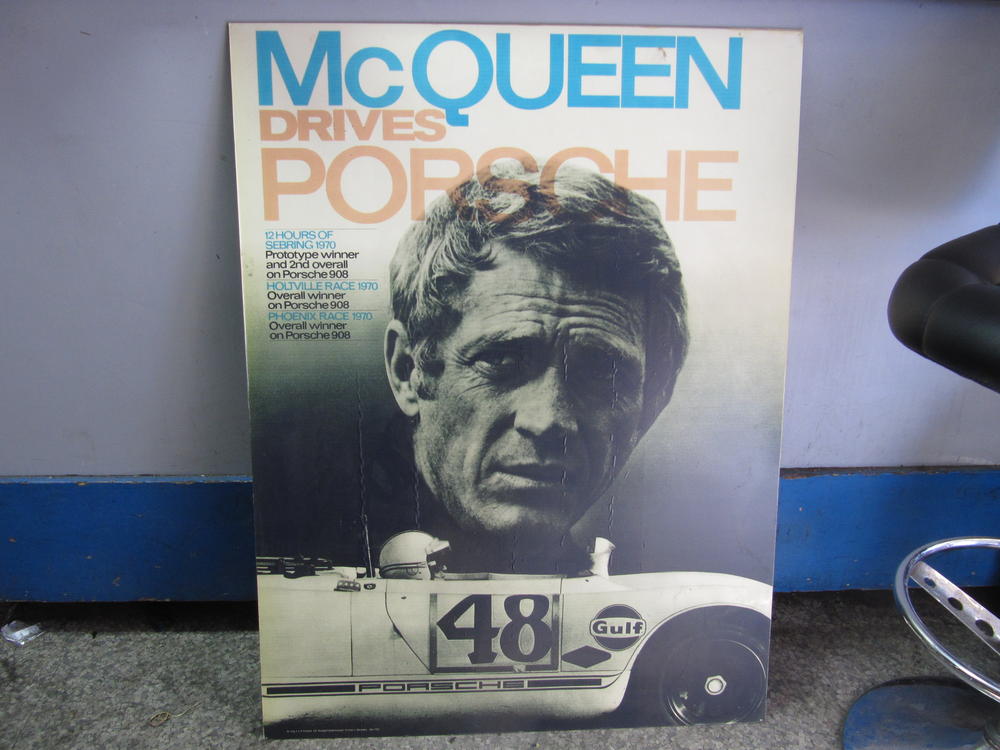 McQUEEN
DRIVES
PORSCHE
12 HOURS OF
SEBRING 1970
Prototype winner
and 2nd overall
on Porsche 908
HOLTVILLE RACE 1970
Overall winner
on Porsche 908
PHOENIX RACE 1970
Overall winner
on Porsche 908
48
Gulf
PORSCHE